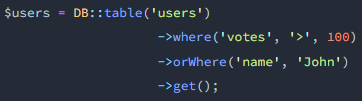 $users = DB::table('users')
->where('votes', '>', 100)
->orWhere('name', 'John')
->get();